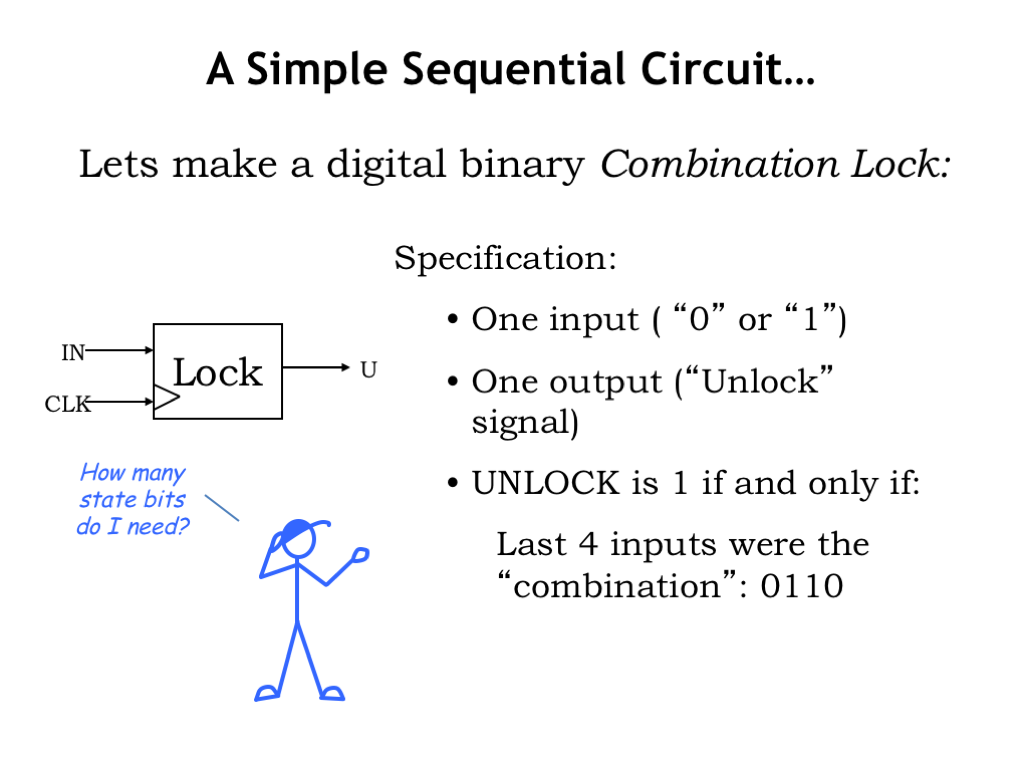 A Simple Sequential Circuit…
Lets make a digital binary Combination Lock:
Specification:
• One input ( “0” or “1”)
• One output (“Unlock”
signal)
• UNLOCK is 1 if and only if:
Last 4 inputs were the
“combination”: 0110
IN
Lock
U
CLK
How many
state bits
do I need?